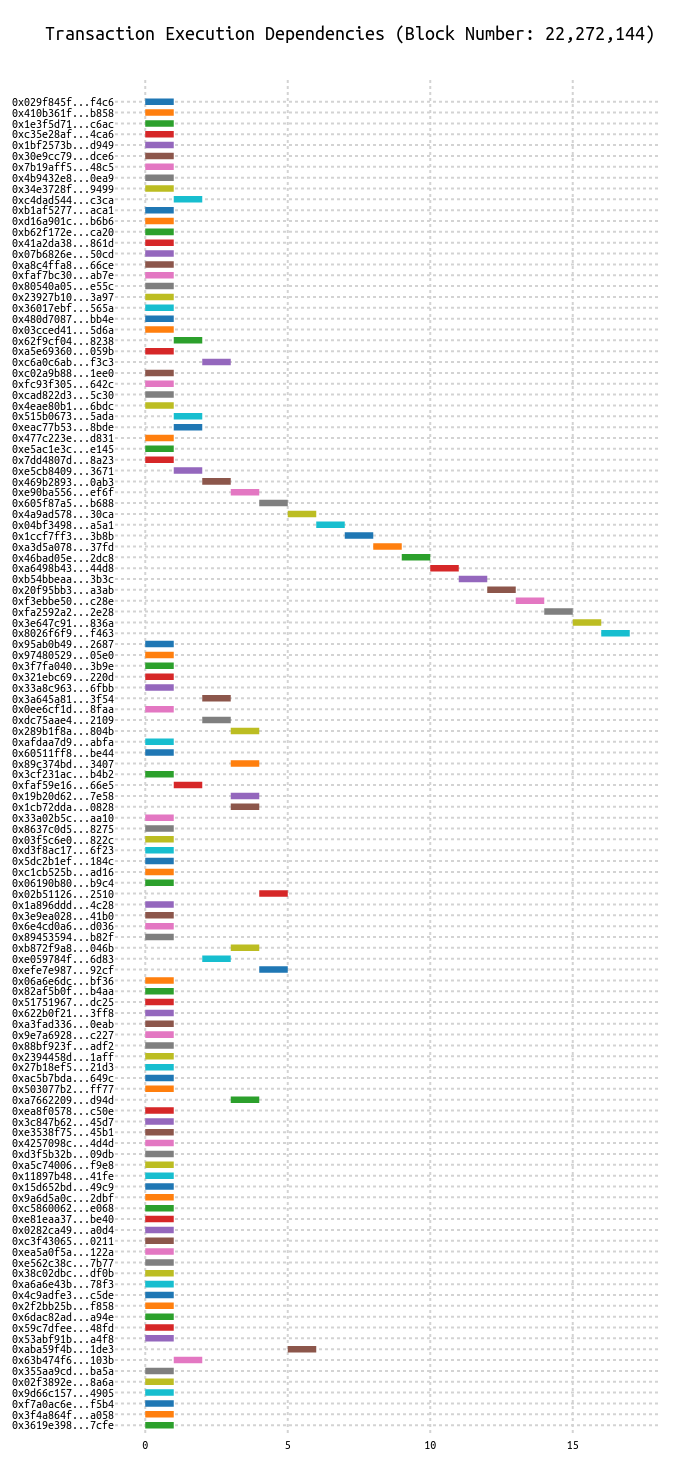 Transaction Execution Dependencies (Block Number: 22,272,144)
0x029f845f...f4c6
0x410b361f...b858
0x1e3f5d71...c6ac
0xc35e28af...4ca6
0x1bf2573b...d949
0x30e9cc79...dce6
0x7b19aff5...48c5
0x4b9432e8...0ea9
0x34e3728f...9499
0xc4dad544...c3ca
0xb1af5277...aca1
0xd16a901c...b6b6
0xb62f172e...ca20
0x41a2da38...861d
0x07b6826e...50cd
0xa8c4ffa8...66ce
0xfaf7bc30...ab7e
0x80540a05...e55c
0x23927b10...3a97
0x36017ebf...565a
0x480d7087...bb4e
0x03cced41...5d6a
0x62f9cf04...8238
0xa5e69360...059b
0xc6a0c6ab...f3c3
0xc02a9b88...1ee0
0xfc93f305...642c
0xcad822d3...5c30
0x4eae80b1...6bdc
0x515b0673...5ada
0xeac77b53...8bde
0x477c223e...d831
0xe5ac1e3c...e145
0x7dd4807d...8a23
0xe5cb8409...3671
0x469b2893...0ab3
0xe90ba556...ef6f
0x605f87a5...b688
0x4a9ad578...30ca
0x04bf3498...a5a1
0x1ccf7ff3...3b8b
0xa3d5a078...37fd
0x46bad05e...2dc8
0xa6498b43...44d8
0xb54bbeaa...3b3c
0x20f95bb3...a3ab
0xf3ebbe50...c28e
0xfa2592a2...2e28
0x3e647c91...836a
0x8026f6f9...f463
0x95ab0b49...2687
0x97480529...05e0
0x3f7fa040...3b9e
0x321ebc69...220d
0x33a8c963...6fbb
0x3a645a81...3f54
0x0ee6cf1d...8faa
0xdc75aae4...2109
0x289b1f8a...804b
0xafdaa7d9...abfa
0x60511ff8...be44
0x89c374bd...3407
0x3cf231ac...b4b2
0xfaf59e16...66e5
0x19b20d62...7e58
0x1cb72dda...0828
0x33a02b5c...aa10
0x8637c0d5...8275
0x03f5c6e0...822c
0xd3f8ac17...6f23
0x5dc2b1ef...184c
0xc1cb525b...ad16
0x06190b80...b9c4
0x02b51126...2510
0x1a896ddd...4c28
0x3e9ea028...41b0
0x6e4cd0a6...d036
0x89453594...b82f
0xb872f9a8...046b
0xe059784f...6d83
0xefe7e987...92cf
0x06a6e6dc...bf36
0x82af5b0f...b4aa
0x51751967...dc25
0x622b0f21...3ff8
0xa3fad336...0eab
0x9e7a6928...c227
0x88bf923f...adf2
0x2394458d...1aff
0x27b18ef5...21d3
0xac5b7bda...649c
0x503077b2...ff77
0xa7662209...d94d
0xea8f0578...c50e
0x3c847b62...45d7
0xe3538f75...45b1
0x4257098c...4d4d
0xd3f5b32b...09db
0xa5c74006...f9e8
0x11897b48...41fe
0x15d652bd...49c9
0x9a6d5a0c...2dbf
0xc5860062...e068
0xe81eaa37...be40
0x0282ca49...a0d4
0xc3f43065...0211
0xea5a0f5a...122a
0xe562c38c...7b77
0x38c02dbc...df0b
0xa6a6e43b...78f3
0x4c9adfe3...c5de
0x2f2bb25b...f858
0x6dac82ad...a94e
0x59c7dfee...48fd
0x53abf91b...a4f8
0xaba59f4b...1de3
0x63b474f6...103b
0x355aa9cd...ba5a
0x02f3892e...8a6a
0x9d66c157...4905
0xf7a0ac6e...f5b4
0x3f4a864f...a058
0x3619e398...7cfe
0 5 10 15